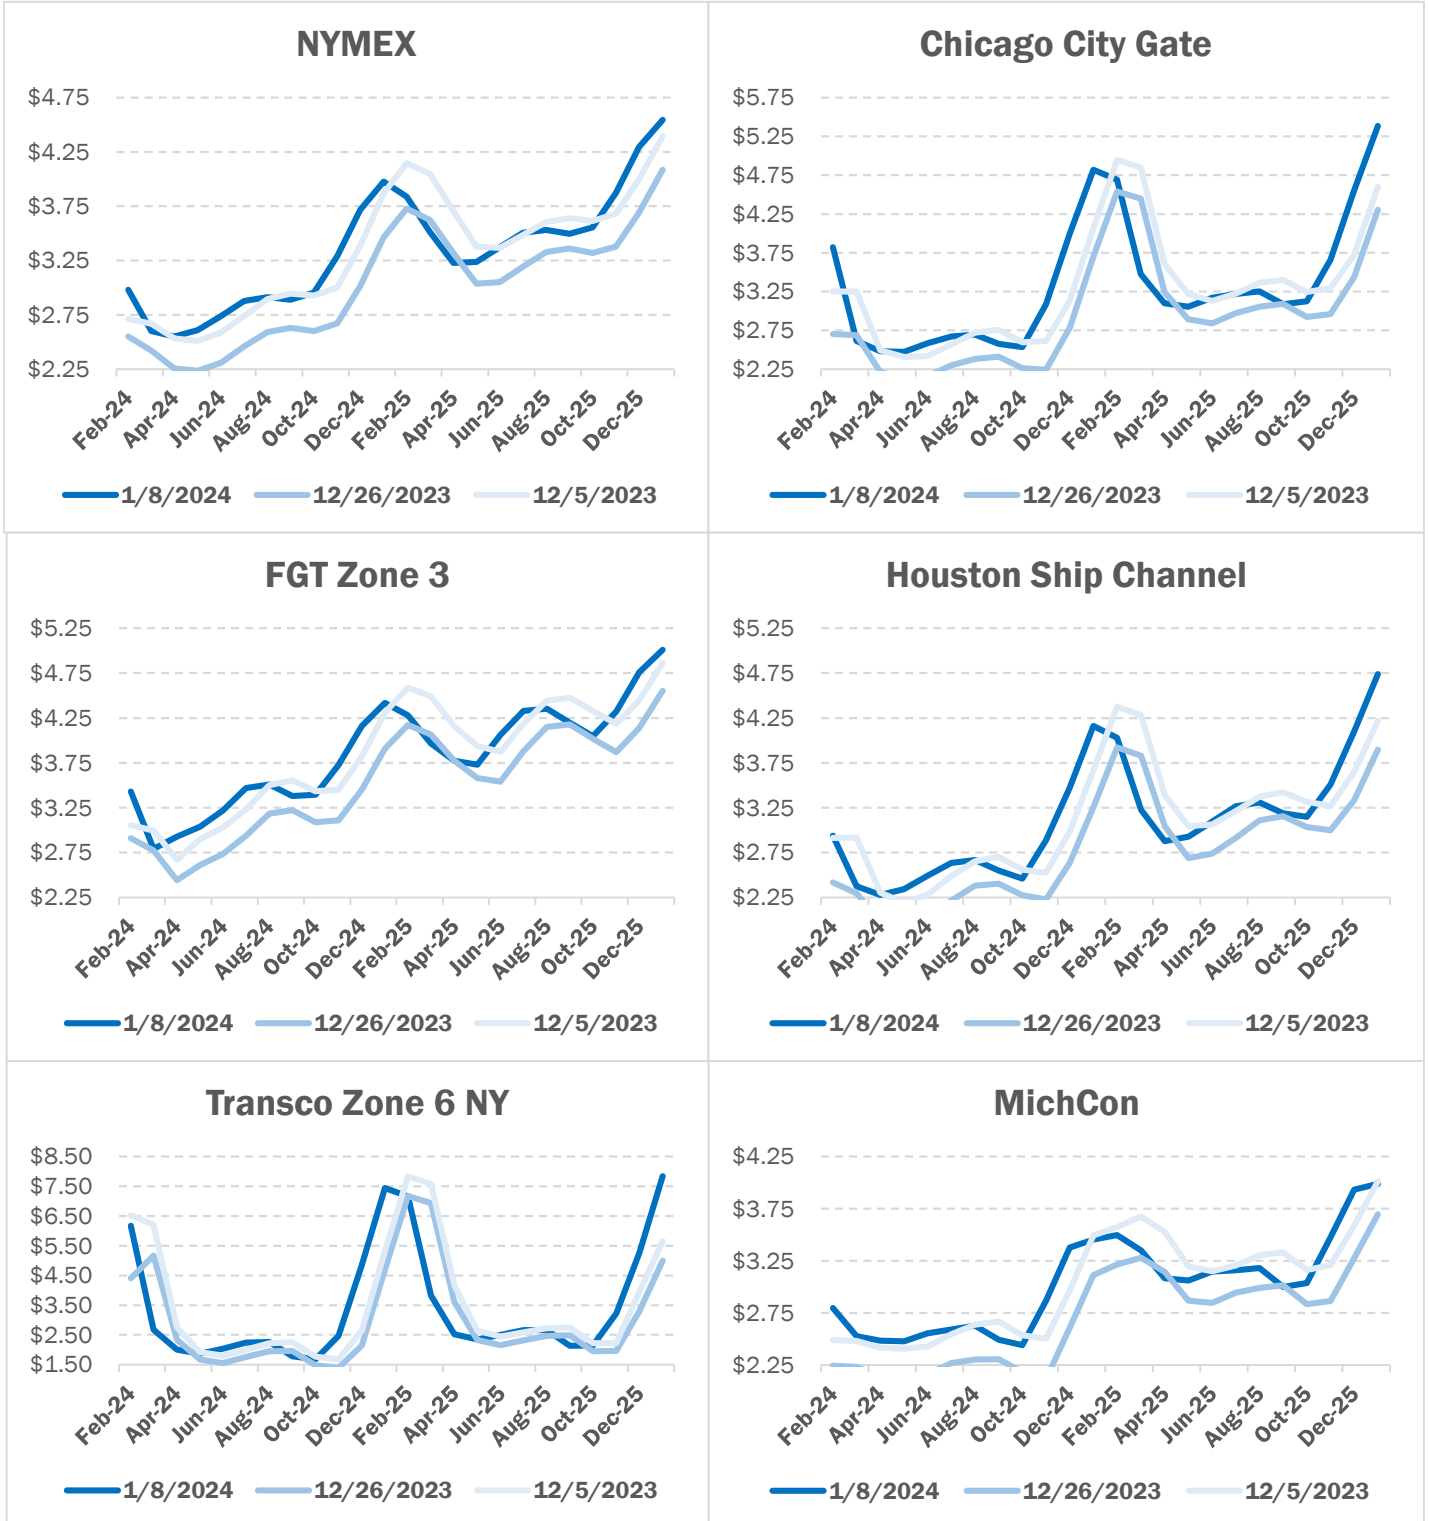 NYMEX
$4.75
$4.25
$3.75
$3.25
$2.75
$2.25
Feb-24 Apr-24 Jun-24 Aug-24 Oct-24 Dec-24 Feb-25 Apr-25 Jun-25 Aug-25 Oct-25 Dec-25
1/8/2024 12/26/2023 12/5/2023
Chicago City Gate
$5.75
$5.25
$4.75
$4.25
$3.75
$3.25
$2.75
$2.25
Feb-24 Apr-24 Jun-24 Aug-24 Oct-24 Dec-24 Feb-25 Apr-25 Jun-25 Aug-25 Oct-25 Dec-25
1/8/2024 12/26/2023 12/5/2023
FGT Zone 3
$5.25
$4.75
$4.25
$3.75
$3.25
$2.75
$2.25
Feb-24 Apr-24 Jun-24 Aug-24 Oct-24 Dec-24 Feb-25 Apr-25 Jun-25 Aug-25 Oct-25 Dec-25
1/8/2024 12/26/2023 12/5/2023
Houston Ship Channel
$5.25
$4.75
$4.25
$3.75
$3.25
$2.75
$2.25
Feb-24 Apr-24 Jun-24 Aug-24 Oct-24 Dec-24 Feb-25 Apr-25 Jun-25 Aug-25 Oct-25 Dec-25
1/8/2024 12/26/2023 12/5/2023
Transco Zone 6 NY
$8.50
$7.50
$6.50
$5.50
$4.50
$3.50
$2.50
$1.50
Feb-24 Apr-24 Jun-24 Aug-24 Oct-24 Dec-24 Feb-25 Apr-25 Jun-25 Aug-25 Oct-25 Dec-25
1/8/2024 12/26/2023 12/5/2023
MichCon
$4.25
$3.75
$3.25
$2.75
$2.25
Feb-24 Apr-24 Jun-24 Aug-24 Oct-24 Dec-24 Feb-25 Apr-25 Jun-25 Aug-25 Oct-25 Dec-25
1/8/2024 12/26/2023 12/5/2023